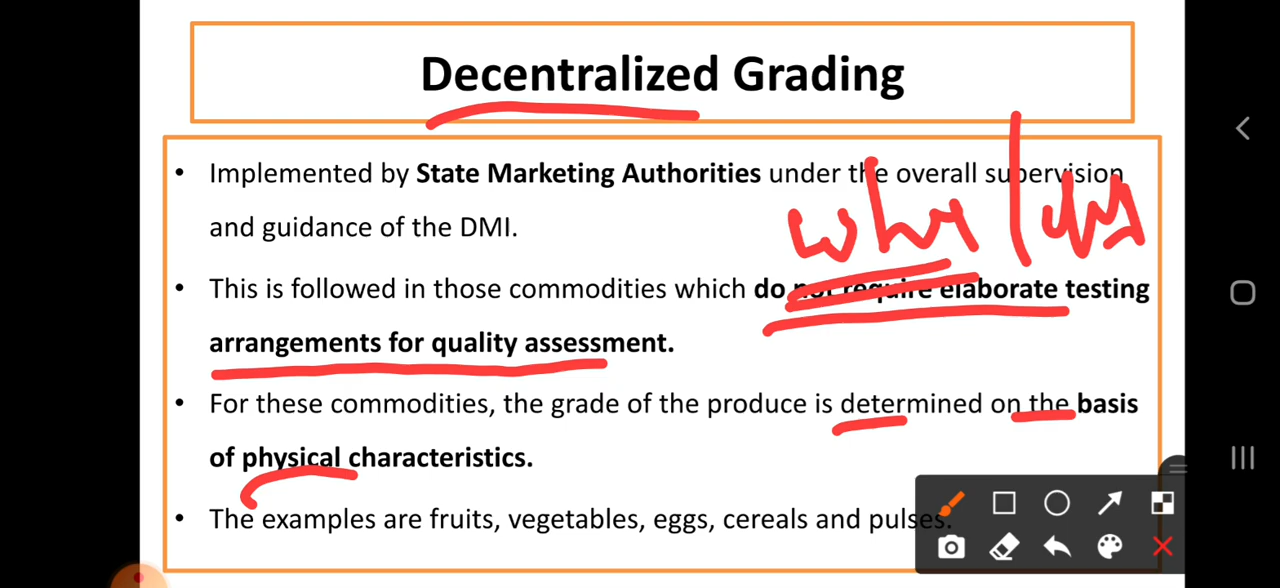 Decentralized Grading
• Implemented by State Marketing Authorities under the overall supervision
and guidance of the DMI.
• This is followed in those commodities which do not require elaborate testing
arrangements for quality assessment.
• For these commodities, the grade of the produce is determined on the basis
of physical characteristics.
• The examples are fruits, vegetables, eggs, cereals and pulses.